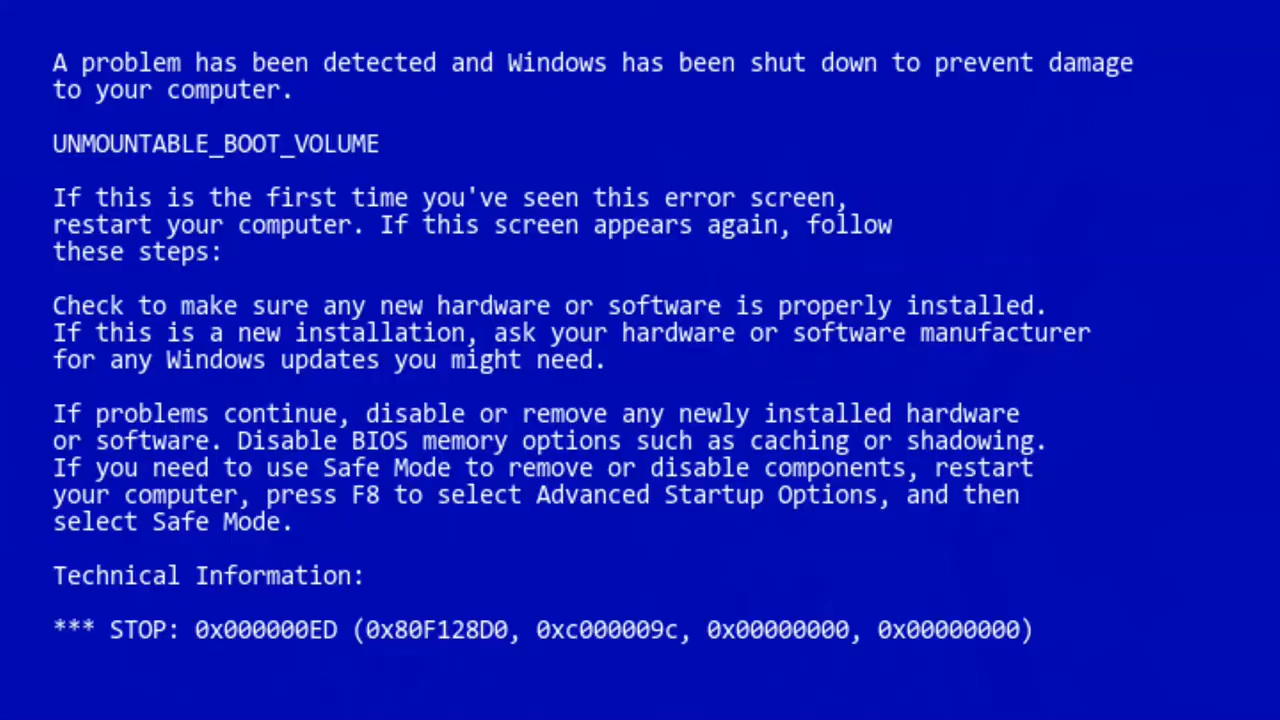 A problem has been detected and Windows has been shut down to prevent damage
to your computer.
UNMOUNTABLE_BOOT_VOLUME
If this is the first time you've seen this error screen,
restart your computer. If this screen appears again, follow
these steps:
Check to make sure any new hardware or software is properly installed.
If this is a new installation, ask your hardware or software manufacturer
for any Windows updates you might need.
If problems continue, disable or remove any newly installed hardware
or software. Disable BIOS memory options such as caching or shadowing.
If you need to use Safe Mode to remove or disable components, restart
your computer, press F8 to select Advanced Startup Options, and then
select Safe Mode.
Technical Information:
*** STOP: 0x000000ED (0x80F128D0, 0xc000009c, 0x00000000, 0x00000000)